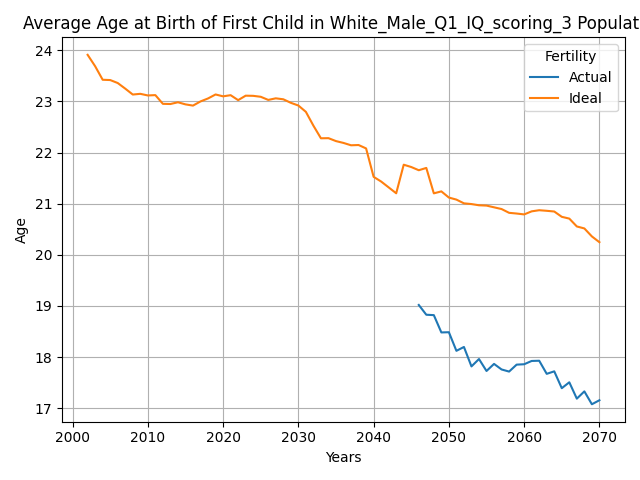 Average Age at Birth of First Child in White_Male_Q1_IQ_scoring_3 Populat
24
23
22
21
20
19
18
17
Age
Fertility
Actual
Ideal
2000 2010 2020 2030 2040 2050 2060 2070
Years